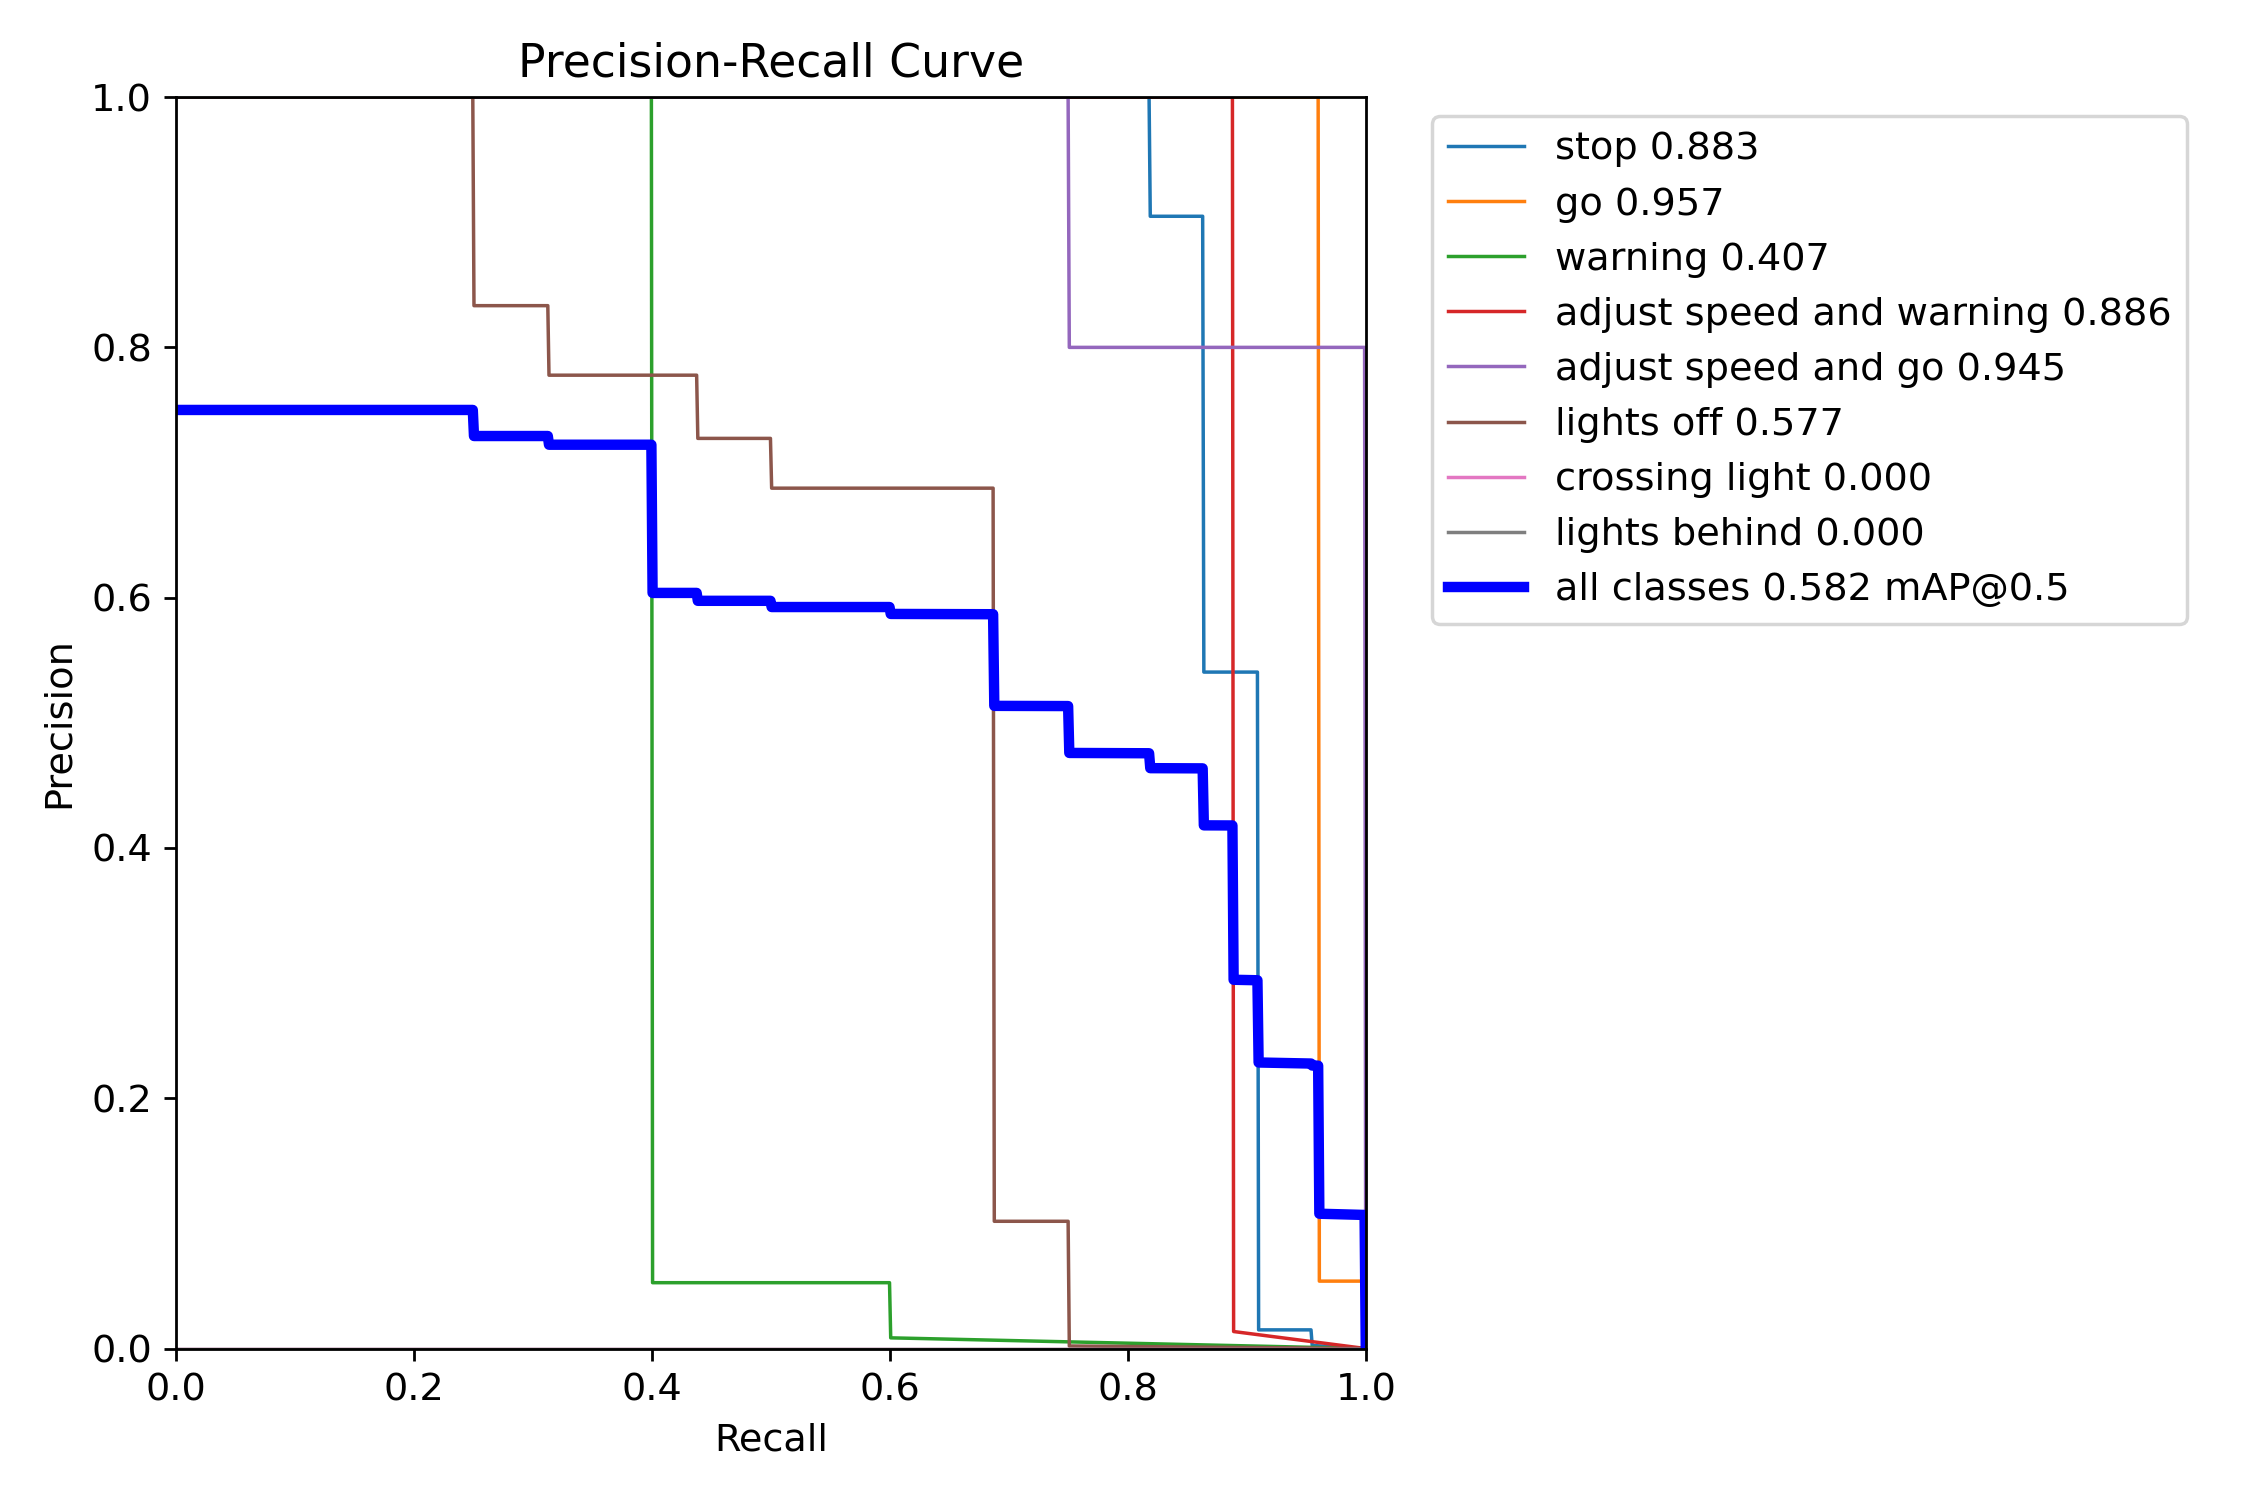 Precision-Recall Curve
1.0
0.8
0.6
0.4
0.2
0.0
Precision
0.0 0.2 0.4 0.6 0.8 1.0
Recall
stop 0.883
go 0.957
warning 0.407
adjust speed and warning 0.886
adjust speed and go 0.945
lights off 0.577
crossing light 0.000
lights behind 0.000
all classes 0.582 mAP@0.5